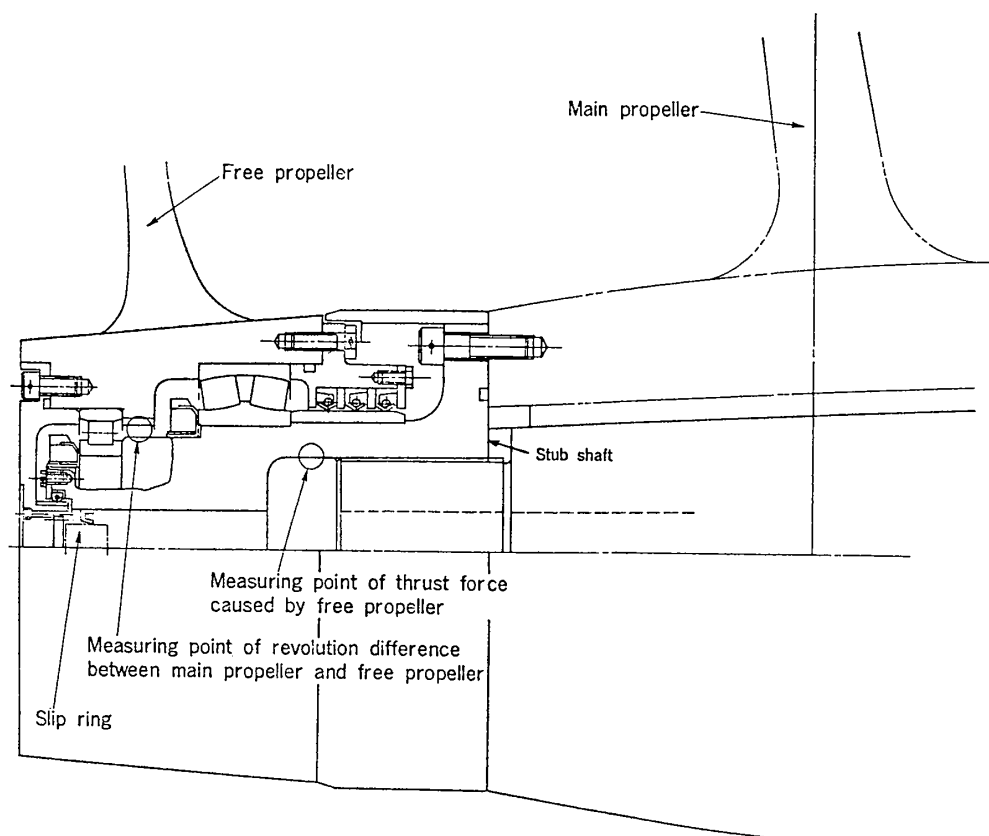 Main propeller
Free propeller
Stub shaft
Measuring point of thrust force
caused by free propeller
Measuring point of revolution difference
between main propeller and free propeller
Slip ring